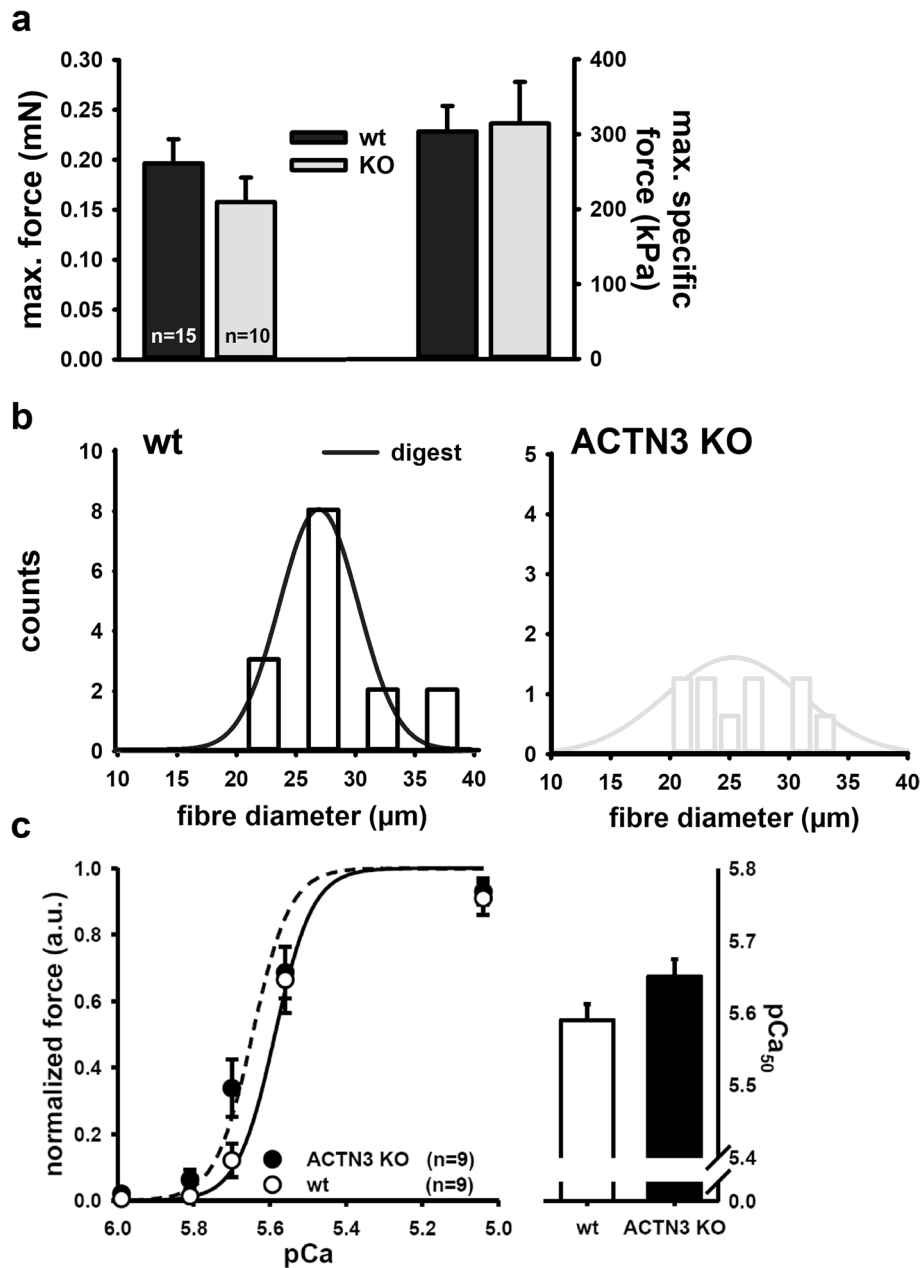 a
max. force (mN)
0.30
0.25
0.20
0.15
0.10
0.05
0.00
n=15
n=10
wt
KO
400
300
200
100
0
max. specific
force (kPa)
b
wt
digest
counts
10
8
6
4
2
0
10 15 20 25 30 35 40
fibre diameter (µm)
ACTN3 KO
5
4
3
2
1
0
10 15 20 25 30 35 40
fibre diameter (µm)
c
normalized force (a.u.)
1.0
0.8
0.6
0.4
0.2
0.0
ACTN3 KO (n=9)
wt (n=9)
6.0 5.8 5.6 5.4 5.2 5.0
pCa
5.8
5.7
5.6
5.5
5.4
0.0
pCa50
wt ACTN3 KO